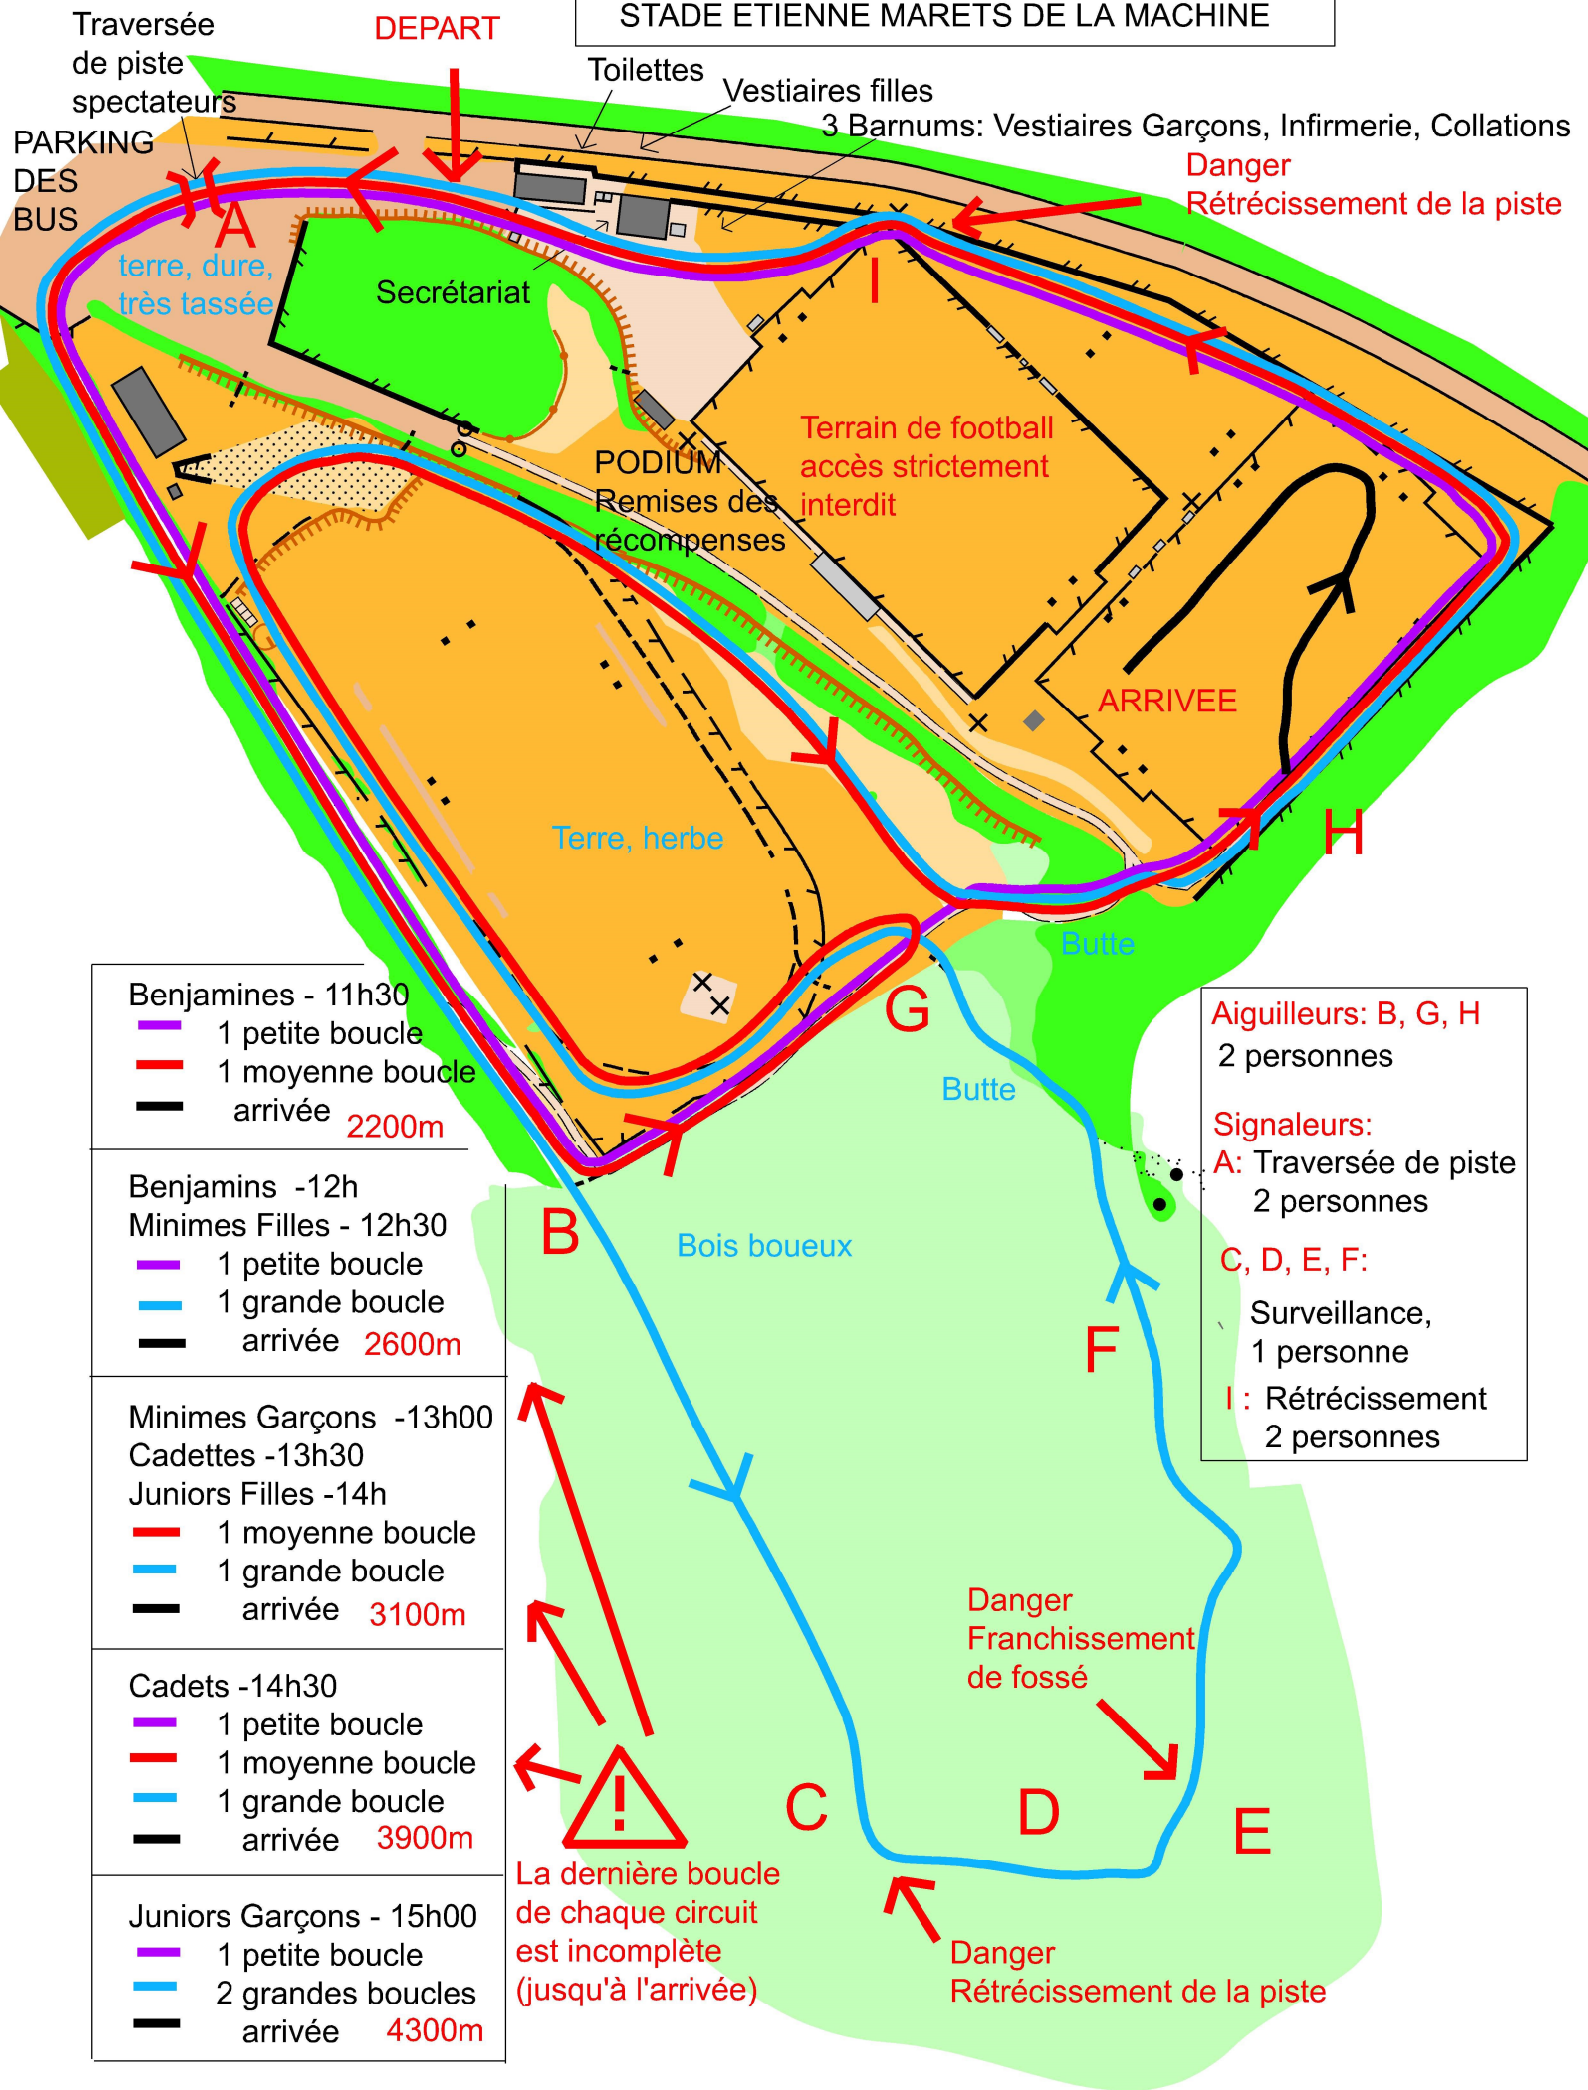 STADE ETIENNE MARETS DE LA MACHINE
Traversée
de piste
spectateurs
DEPART
Toilettes
Vestiaires filles
3 Barnums: Vestiaires Garçons, Infirmerie, Collations
PARKING
DES
BUS
Danger
Rétrécissement de la piste
A
terre, dure,
très tassée
Secrétariat
I
Terrain de football
accès strictement
interdit
PODIUM
Remises des
récompenses
ARRIVEE
H
Terre, herbe
Butte
G
Butte
B
Bois boueux
F
Danger
Franchissement
de fossé
C
D
E
Danger
Rétrécissement de la piste
Benjamines - 11h30
1 petite boucle
1 moyenne boucle
arrivée 2200m
Benjamins -12h
Minimes Filles - 12h30
1 petite boucle
1 grande boucle
arrivée 2600m
Minimes Garçons -13h00
Cadettes -13h30
Juniors Filles -14h
1 moyenne boucle
1 grande boucle
arrivée 3100m
Cadets -14h30
1 petite boucle
1 moyenne boucle
1 grande boucle
arrivée 3900m
Juniors Garçons - 15h00
1 petite boucle
2 grandes boucles
arrivée 4300m
!
La dernière boucle
de chaque circuit
est incomplète
(jusqu'à l'arrivée)
Aiguilleurs: B, G, H
2 personnes
Signaleurs:
A: Traversée de piste
2 personnes
C, D, E, F:
Surveillance,
1 personne
I : Rétrécissement
2 personnes